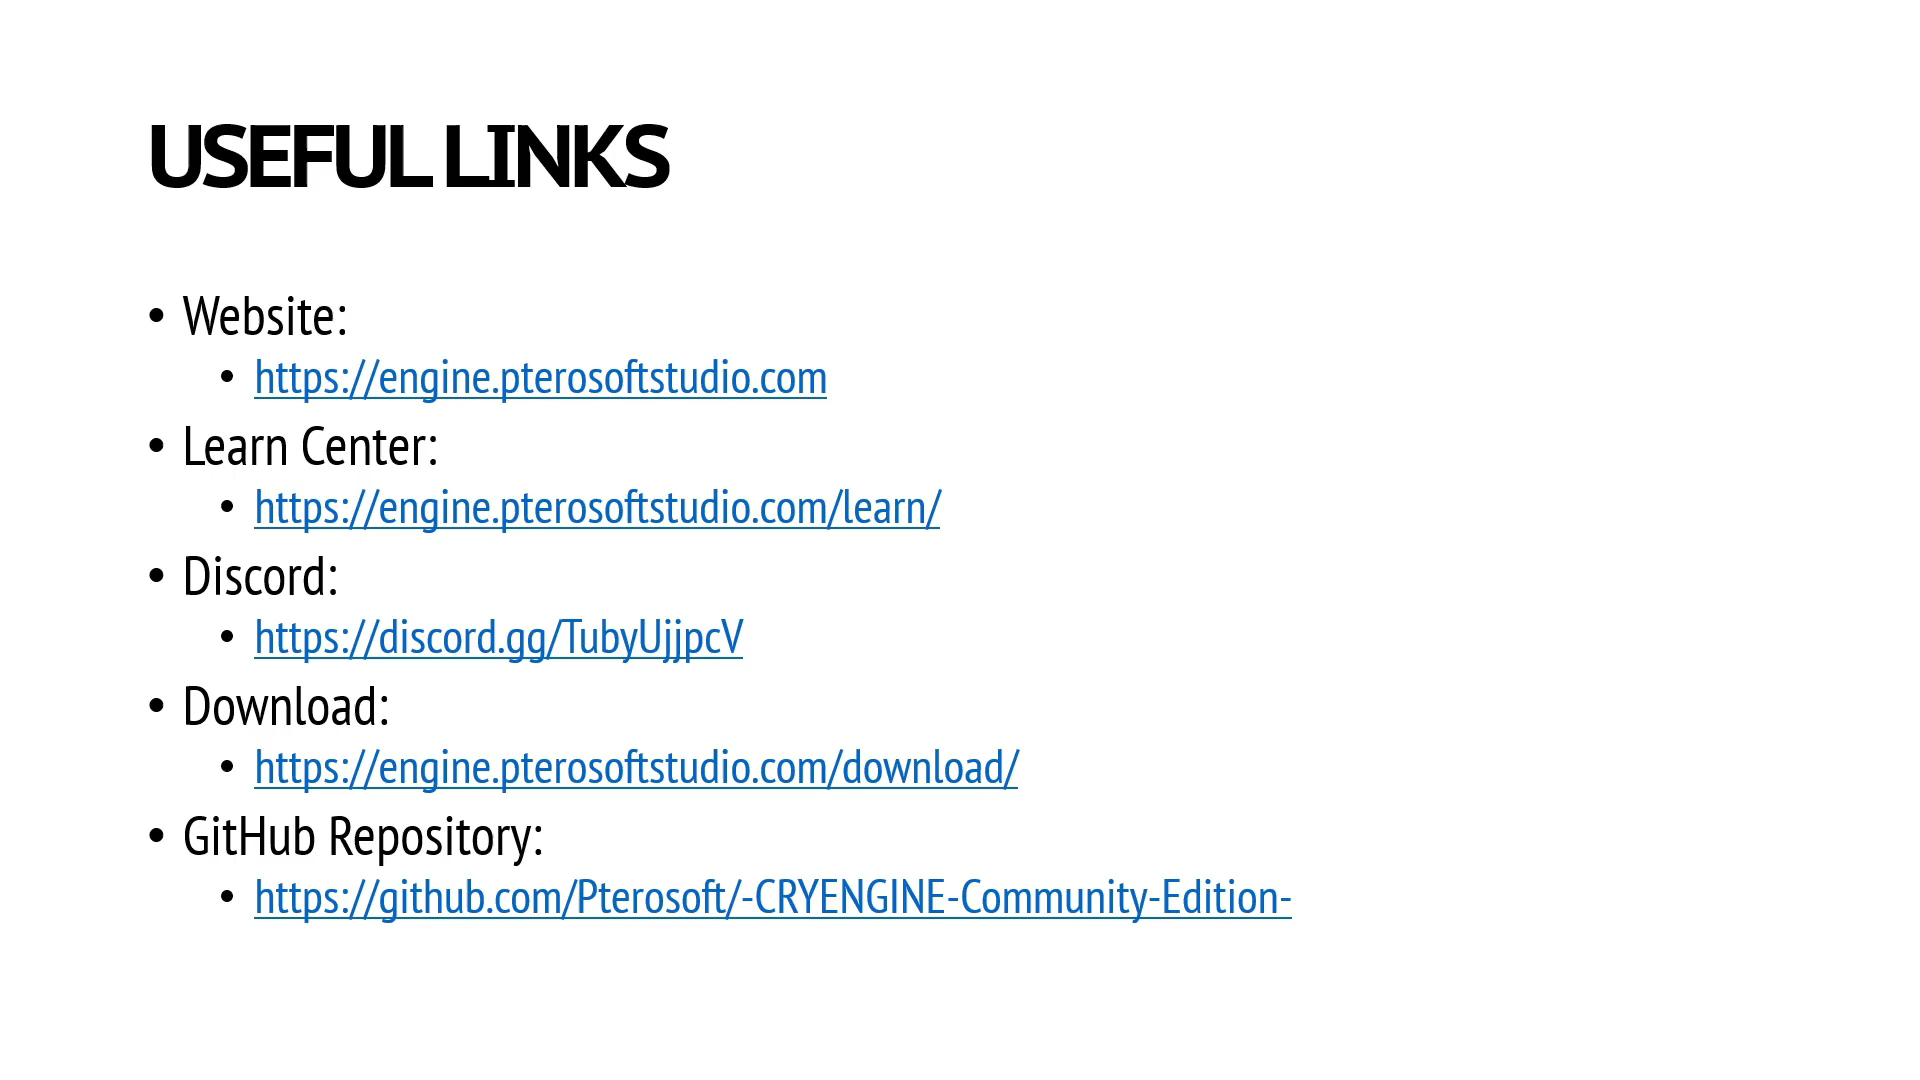 USEFUL LINKS
• Website:
• https://engine.pterosoftstudio.com
• Learn Center:
• https://engine.pterosoftstudio.com/learn/
• Discord:
• https://discord.gg/TubyUjjpcV
• Download:
• https://engine.pterosoftstudio.com/download/
• GitHub Repository:
• https://github.com/Pterosoft/-CRYENGINE-Community-Edition-